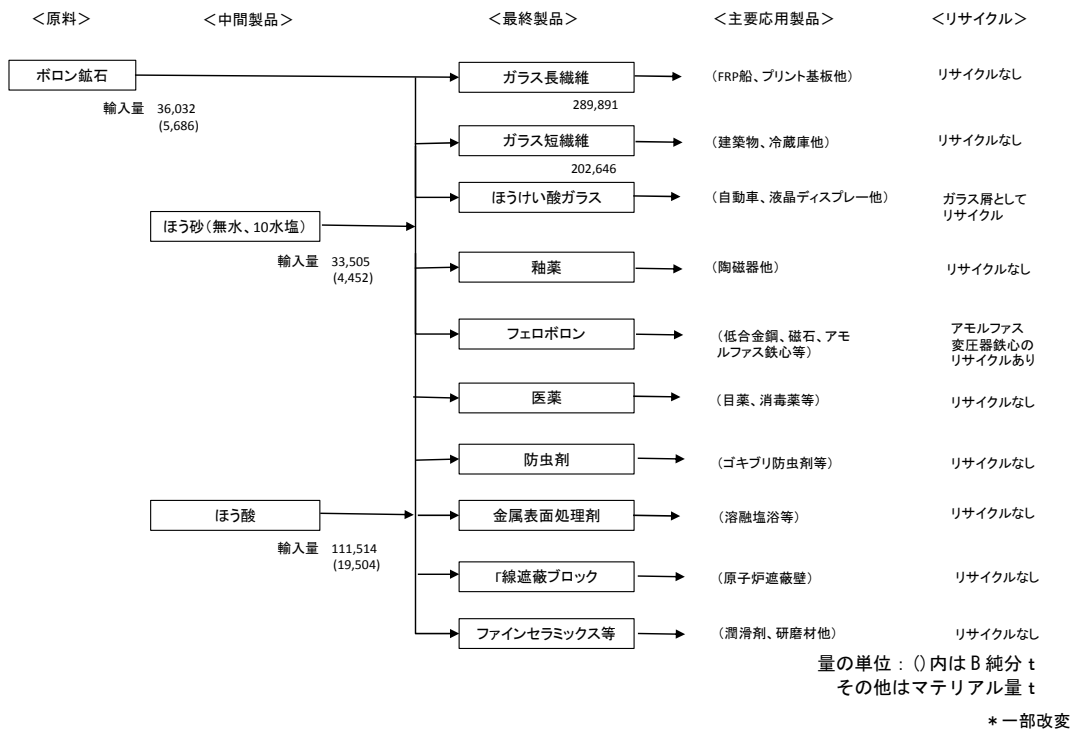 ＜原料＞ ＜中間製品＞ ＜最終製品＞ ＜主要応用製品＞ ＜リサイクル＞
ボロン鉱石 ガラス長繊維 （FRP船、プリント基板他） リサイクルなし
輸入量 36,032 289,891
(5,686)
ガラス短繊維 （建築物、冷蔵庫他） リサイクルなし
202,646
ほうけい酸ガラス （自動車、液晶ディスプレー他） ガラス屑として
リサイクル
ほう砂（無水、10水塩）
輸入量 33,505
(4,452)
釉薬 （陶磁器他） リサイクルなし
フェロボロン （低合金鋼、磁石、アモ
ルファス鉄心等） アモルファス
変圧器鉄心の
リサイクルあり
医薬 （目薬、消毒薬等） リサイクルなし
防虫剤 （ゴキブリ防虫剤等） リサイクルなし
ほう酸 金属表面処理剤 （溶融塩浴等） リサイクルなし
輸入量 111,514
(19,504)
Γ線遮蔽ブロック （原子炉遮蔽壁） リサイクルなし
ファインセラミックス等 （潤滑剤、研磨材他） リサイクルなし
量の単位：()内はB純分t
その他はマテリアル量t
＊一部改変